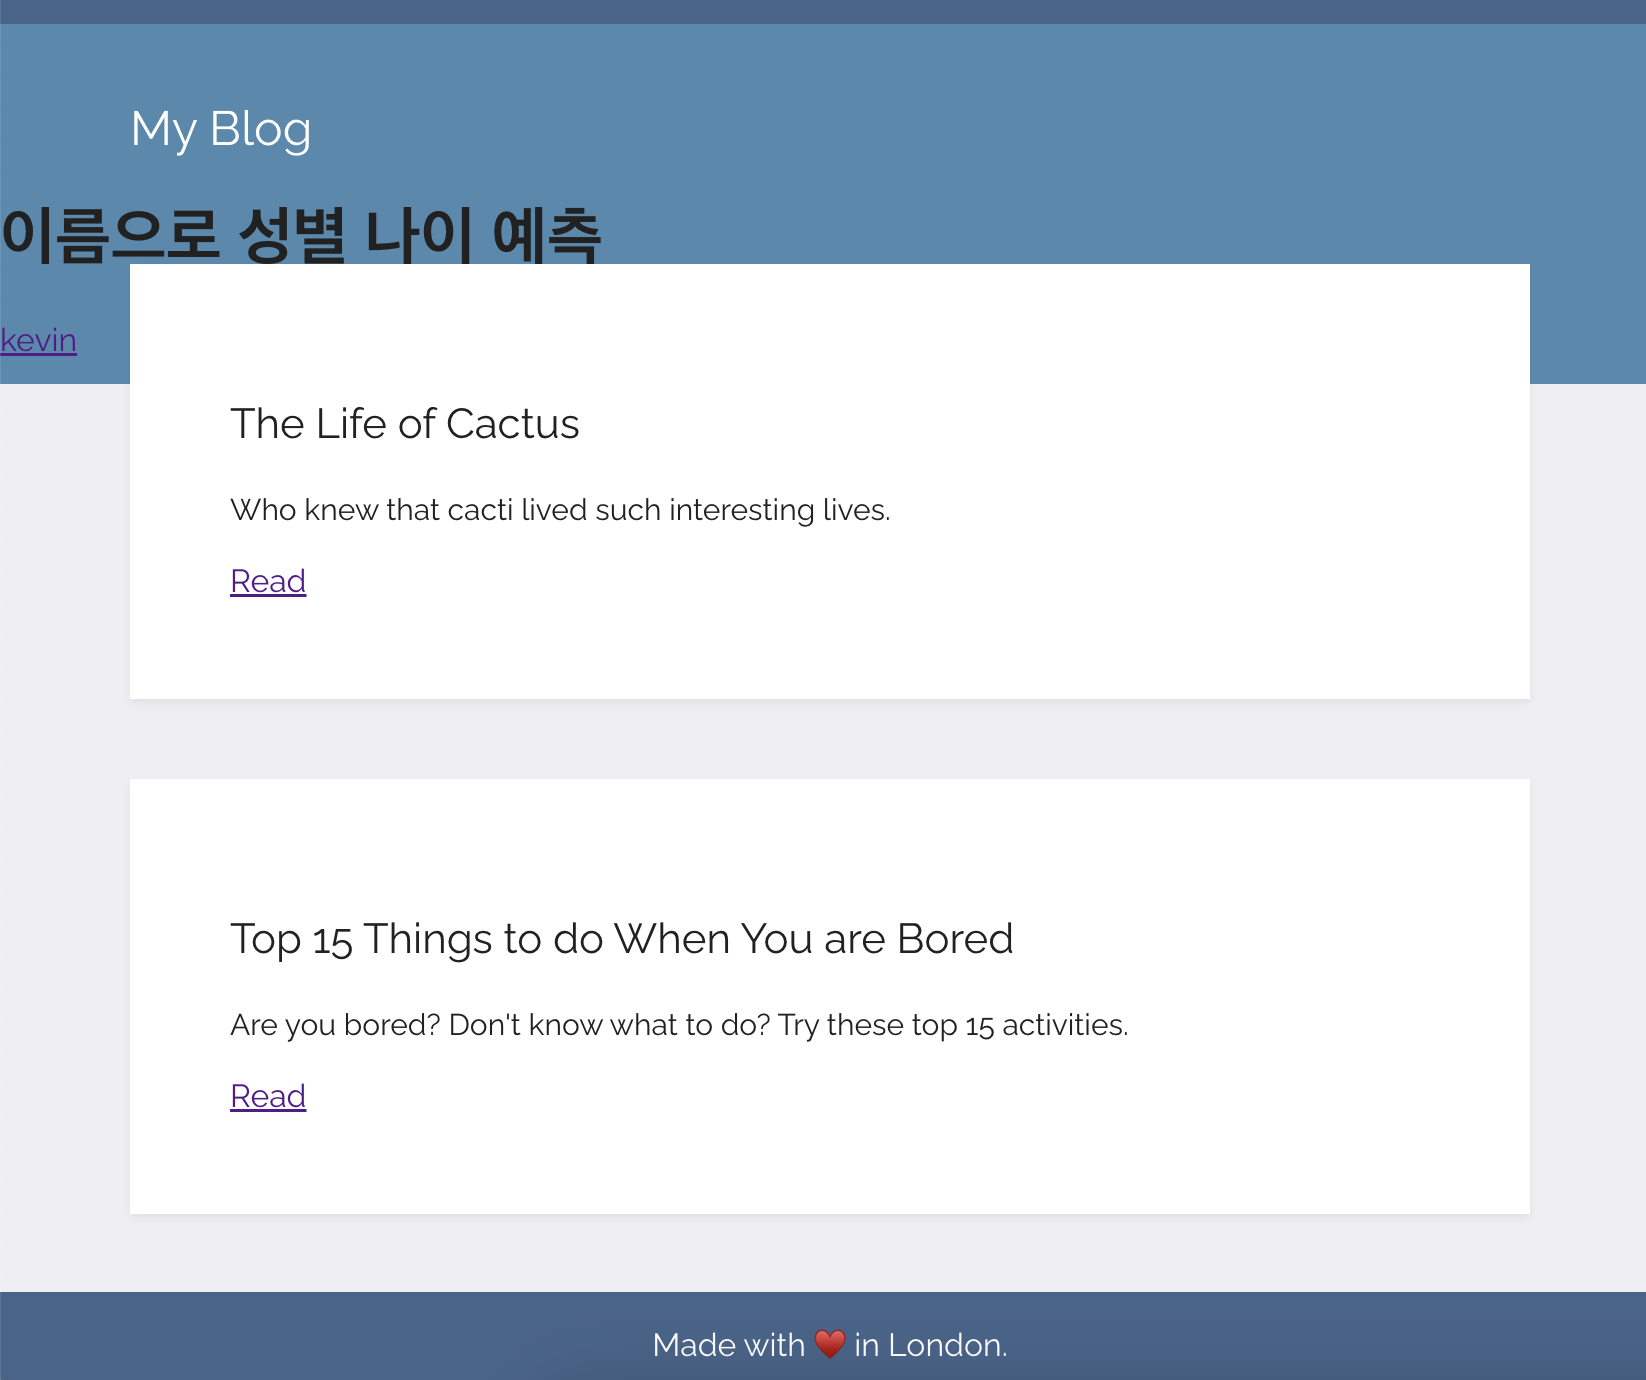 My Blog
이름으로 성별 나이 예측
kevin
The Life of Cactus
Who knew that cacti lived such interesting lives.
Read
Top 15 Things to do When You are Bored
Are you bored? Don't know what to do? Try these top 15 activities.
Read
Made with ♥ in London.